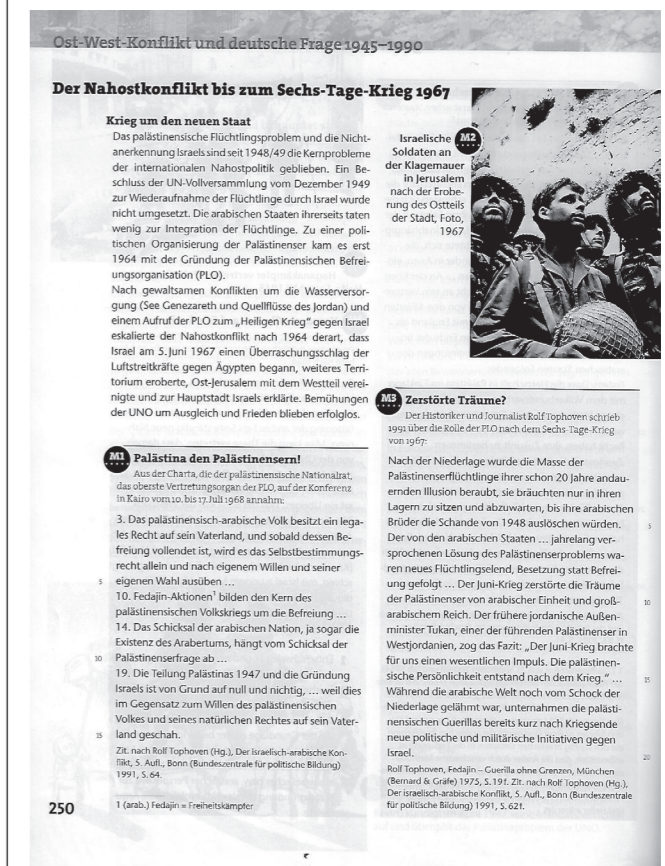 Ost-West-Konflikt und deutsche Frage 1945–1990
Der Nahostkonflikt bis zum Sechs-Tage-Krieg 1967
Krieg um den neuen Staat
Das palästinensische Flüchtlingsproblem und die Nicht-
anerkennung Israels sind seit 1948/49 die Kernprobleme
der internationalen Nahostpolitik geblieben. Ein Be-
schluss der UN-Vollversammlung vom Dezember 1949
zur Wiederaufnahme der Flüchtlinge durch Israel wurde
nicht umgesetzt. Die arabischen Staaten ihrerseits taten
wenig zur Integration der Flüchtlinge. Zu einer poli-
tischen Organisierung der Palästinenser kam es erst
1964 mit der Gründung der Palästinensischen Befrei-
ungsorganisation (PLO).
Nach gewaltsamen Konflikten um die Wasserversor-
gung (See Genezareth und Quellflüsse des Jordan) und
einem Aufruf der PLO zum „Heiligen Krieg“ gegen Israel
eskalierte der Nahostkonflikt nach 1964 derart, dass
Israel am 5. Juni 1967 einen Überraschungsschlag der
Luftstreitkräfte gegen Ägypten begann, weiteres Terri-
torium eroberte, Ost-Jerusalem mit dem Westteil verei-
nigte und zur Hauptstadt Israels erklärte. Bemühungen
der UNO um Ausgleich und Frieden blieben erfolglos.
M1 Palästina den Palästinensern!
Aus der Charta, die der palästinensische Nationalrat,
das oberste Vertretungsorgan der PLO, auf der Konferenz
in Kairo vom 10. bis 17. Juli 1968 annahm:
3. Das palästinensisch-arabische Volk besitzt ein lega-
les Recht auf sein Vaterland, und sobald dessen Be-
freiung vollendet ist, wird es das Selbstbestimmungs-
recht allein und nach eigenem Willen und seiner
5 eigenen Wahl ausüben ...
10. Fedajin-Aktionen1 bilden den Kern des
palästinensischen Volkskriegs um die Befreiung ...
14. Das Schicksal der arabischen Nation, ja sogar die
Existenz des Arabertums, hängt vom Schicksal der
10 Palästinenserfrage ab ...
19. Die Teilung Palästinas 1947 und die Gründung
Israels ist von Grund auf null und nichtig, ... weil dies
im Gegensatz zum Willen des palästinensischen
Volkes und seines natürlichen Rechtes auf sein Vater-
15 land geschah.
Zit. nach Rolf Tophoven (Hg.), Der israelisch-arabische Kon-
flikt, 5. Aufl., Bonn (Bundeszentrale für politische Bildung)
1991, S. 64.
1 (arab.) Fedajin = Freiheitskämpfer
250
Israelische M2
Soldaten an
der Klagemauer
in Jerusalem
nach der Erobe-
rung des Ostteils
der Stadt, Foto,
1967
M3 Zerstörte Träume?
Der Historiker und Journalist Rolf Tophoven schrieb
1991 über die Rolle der PLO nach dem Sechs-Tage-Krieg
von 1967:
Nach der Niederlage wurde die Masse der
Palästinenserflüchtlinge ihrer schon 20 Jahre andau-
ernden Illusion beraubt, sie bräuchten nur in ihren
Lagern zu sitzen und abzuwarten, bis ihre arabischen
Brüder die Schande von 1948 auslöschen würden. 5
Der von den arabischen Staaten ... jahrelang ver-
sprochenen Lösung des Palästinenserproblems wa-
ren neues Flüchtlingselend, Besetzung statt Befrei-
ung gefolgt ... Der Juni-Krieg zerstörte die Träume
der Palästinenser von arabischer Einheit und groß- 10
arabischem Reich. Der frühere jordanische Außen-
minister Tukan, einer der führenden Palästinenser in
Westjordanien, zog das Fazit: „Der Juni-Krieg brachte
für uns einen wesentlichen Impuls. Die palästinen-
sische Persönlichkeit entstand nach dem Krieg.“ ... 15
Während die arabische Welt noch vom Schock der
Niederlage gelähmt war, unternahmen die palästi-
nensischen Guerillas bereits kurz nach Kriegsende
neue politische und militärische Initiativen gegen
Israel. 20
Rolf Tophoven, Fedajin – Guerilla ohne Grenzen, München
(Bernard & Gräfe) 1975, S. 19 f. Zit. nach Rolf Tophoven (Hg.),
Der israelisch-arabische Konflikt, 5. Aufl., Bonn (Bundeszentrale
für politische Bildung) 1991, S. 62 f.